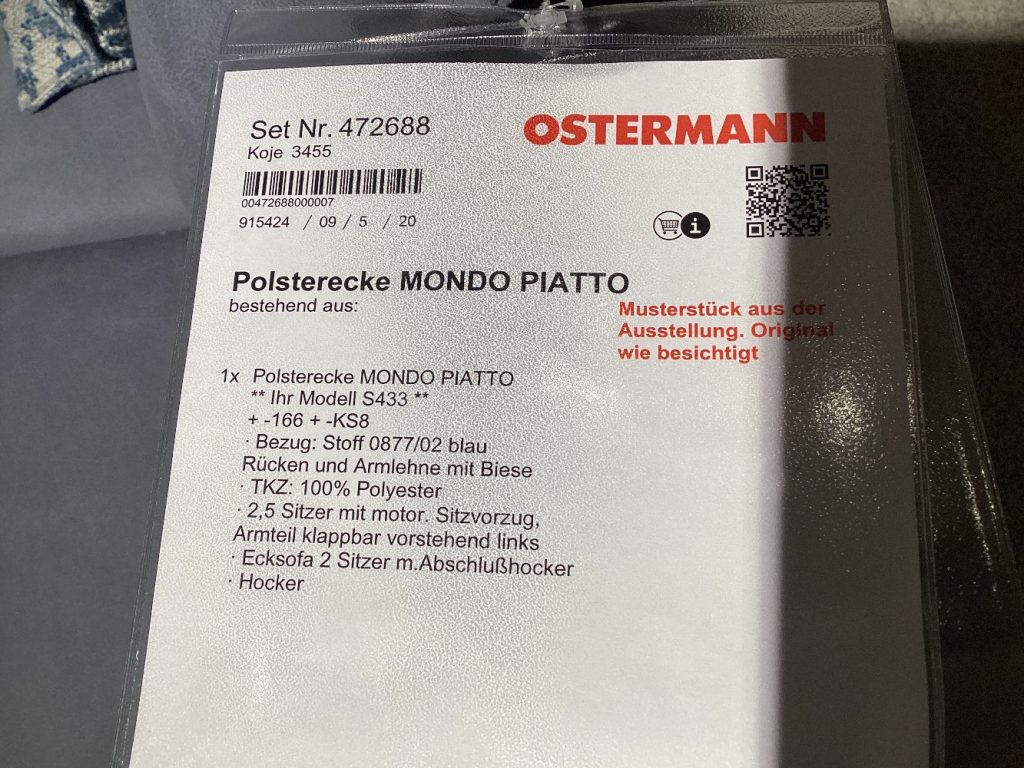 Set Nr. 472688
OSTERMANN
Koje 3455
00472688000007
915424 / 09 / 5 / 20
i
Polsterecke MONDO PIATTO
bestehend aus:
Musterstück aus der
Ausstellung. Original
wie besichtigt
1x Polsterecke MONDO PIATTO
** Ihr Modell S433 **
+ -166 + -KS8
· Bezug: Stoff 0877/02 blau
Rücken und Armlehne mit Biese
· TKZ: 100% Polyester
· 2,5 Sitzer mit motor. Sitzvorzug,
Armteil klappbar vorstehend links
· Ecksofa 2 Sitzer m.Abschlußhocker
· Hocker